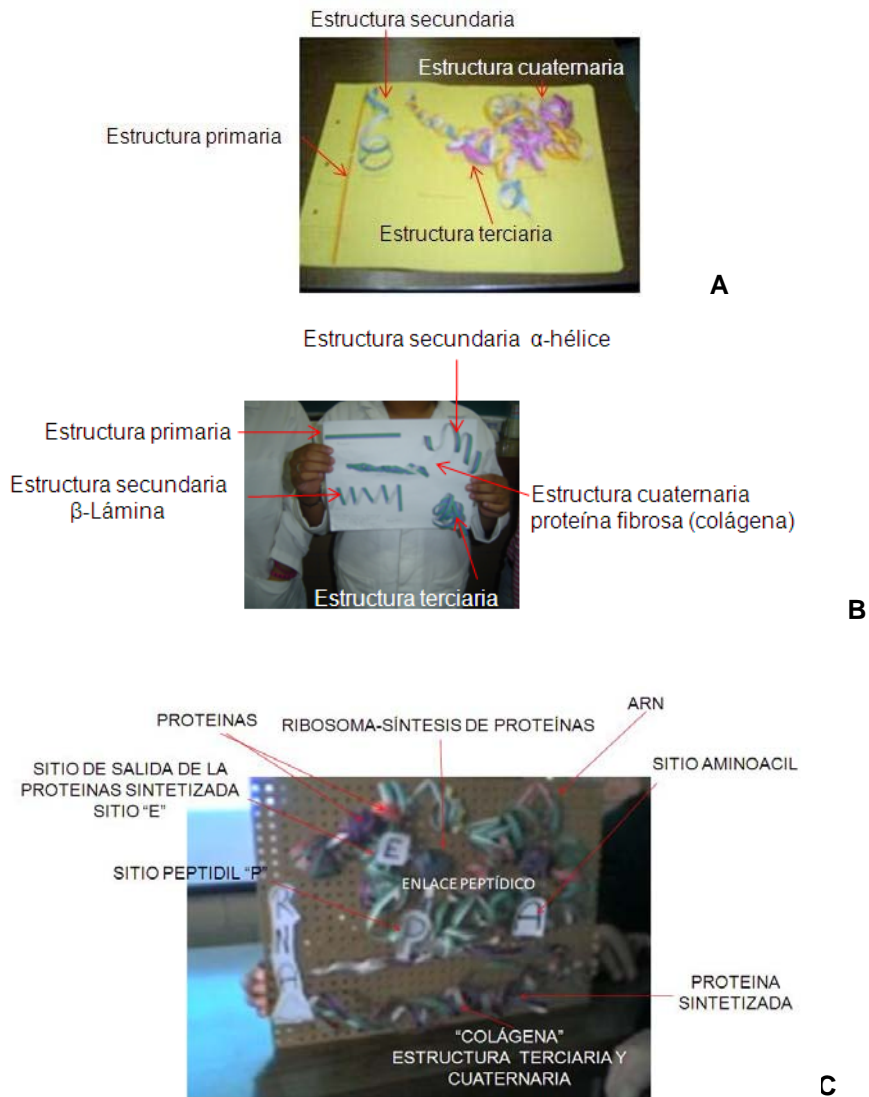 Estructura secundaria
Estructura cuaternaria
Estructura primaria
Estructura terciaria
A
Estructura secundaria α-hélice
Estructura primaria
Estructura secundaria
β-Lámina
Estructura cuaternaria
proteína fibrosa (colágena)
Estructura terciaria
B
PROTEINAS
RIBOSOMA-SÍNTESIS DE PROTEÍNAS
ARN
SITIO DE SALIDA DE LA
PROTEINAS SINTETIZADA
SITIO "E"
SITIO AMINOACIL
E
SITIO PEPTIDIL "P"
ENLACE PEPTÍDICO
P
A
RNA
PROTEINA
SINTETIZADA
"COLÁGENA"
ESTRUCTURA TERCIARIA Y
CUATERNARIA
C